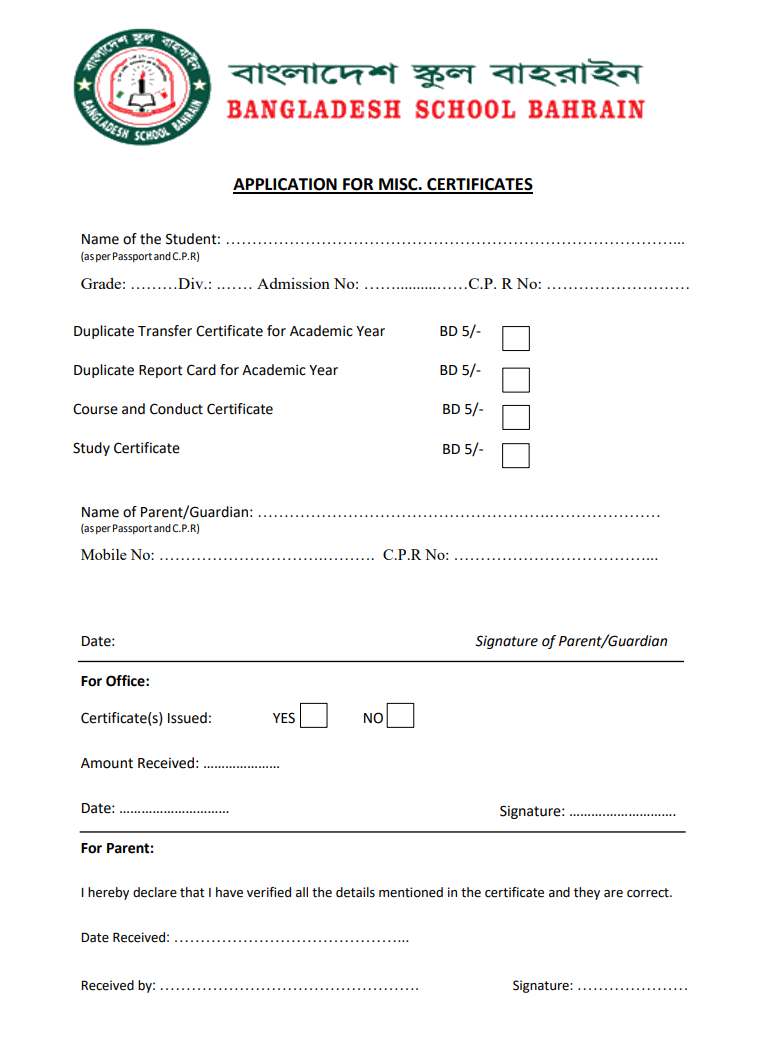 বাংলাদেশ স্কুল বাহরাইন
BANGLADESH SCHOOL BAHRAIN
বাংলাদেশ স্কুল বাহরাইন
BANGLADESH SCHOOL BAHRAIN
APPLICATION FOR MISC. CERTIFICATES
Name of the Student: ……………………………………………………………………………...
(as per Passport and C.P.R)
Grade: ………Div.: .…… Admission No: ……..........……C.P. R No: ………………………
Duplicate Transfer Certificate for Academic Year BD 5/-
Duplicate Report Card for Academic Year BD 5/-
Course and Conduct Certificate BD 5/-
Study Certificate BD 5/-
Name of Parent/Guardian: ………………………………………………….…………………
(as per Passport and C.P.R)
Mobile No: ………………………….………. C.P.R No: ………………………………...
Date: Signature of Parent/Guardian
For Office:
Certificate(s) Issued: YES NO
Amount Received: …………………
Date: ………………………… Signature: ……….……………….
For Parent:
I hereby declare that I have verified all the details mentioned in the certificate and they are correct.
Date Received: ……………………………………...
Received by: …………………………………………. Signature: …………………